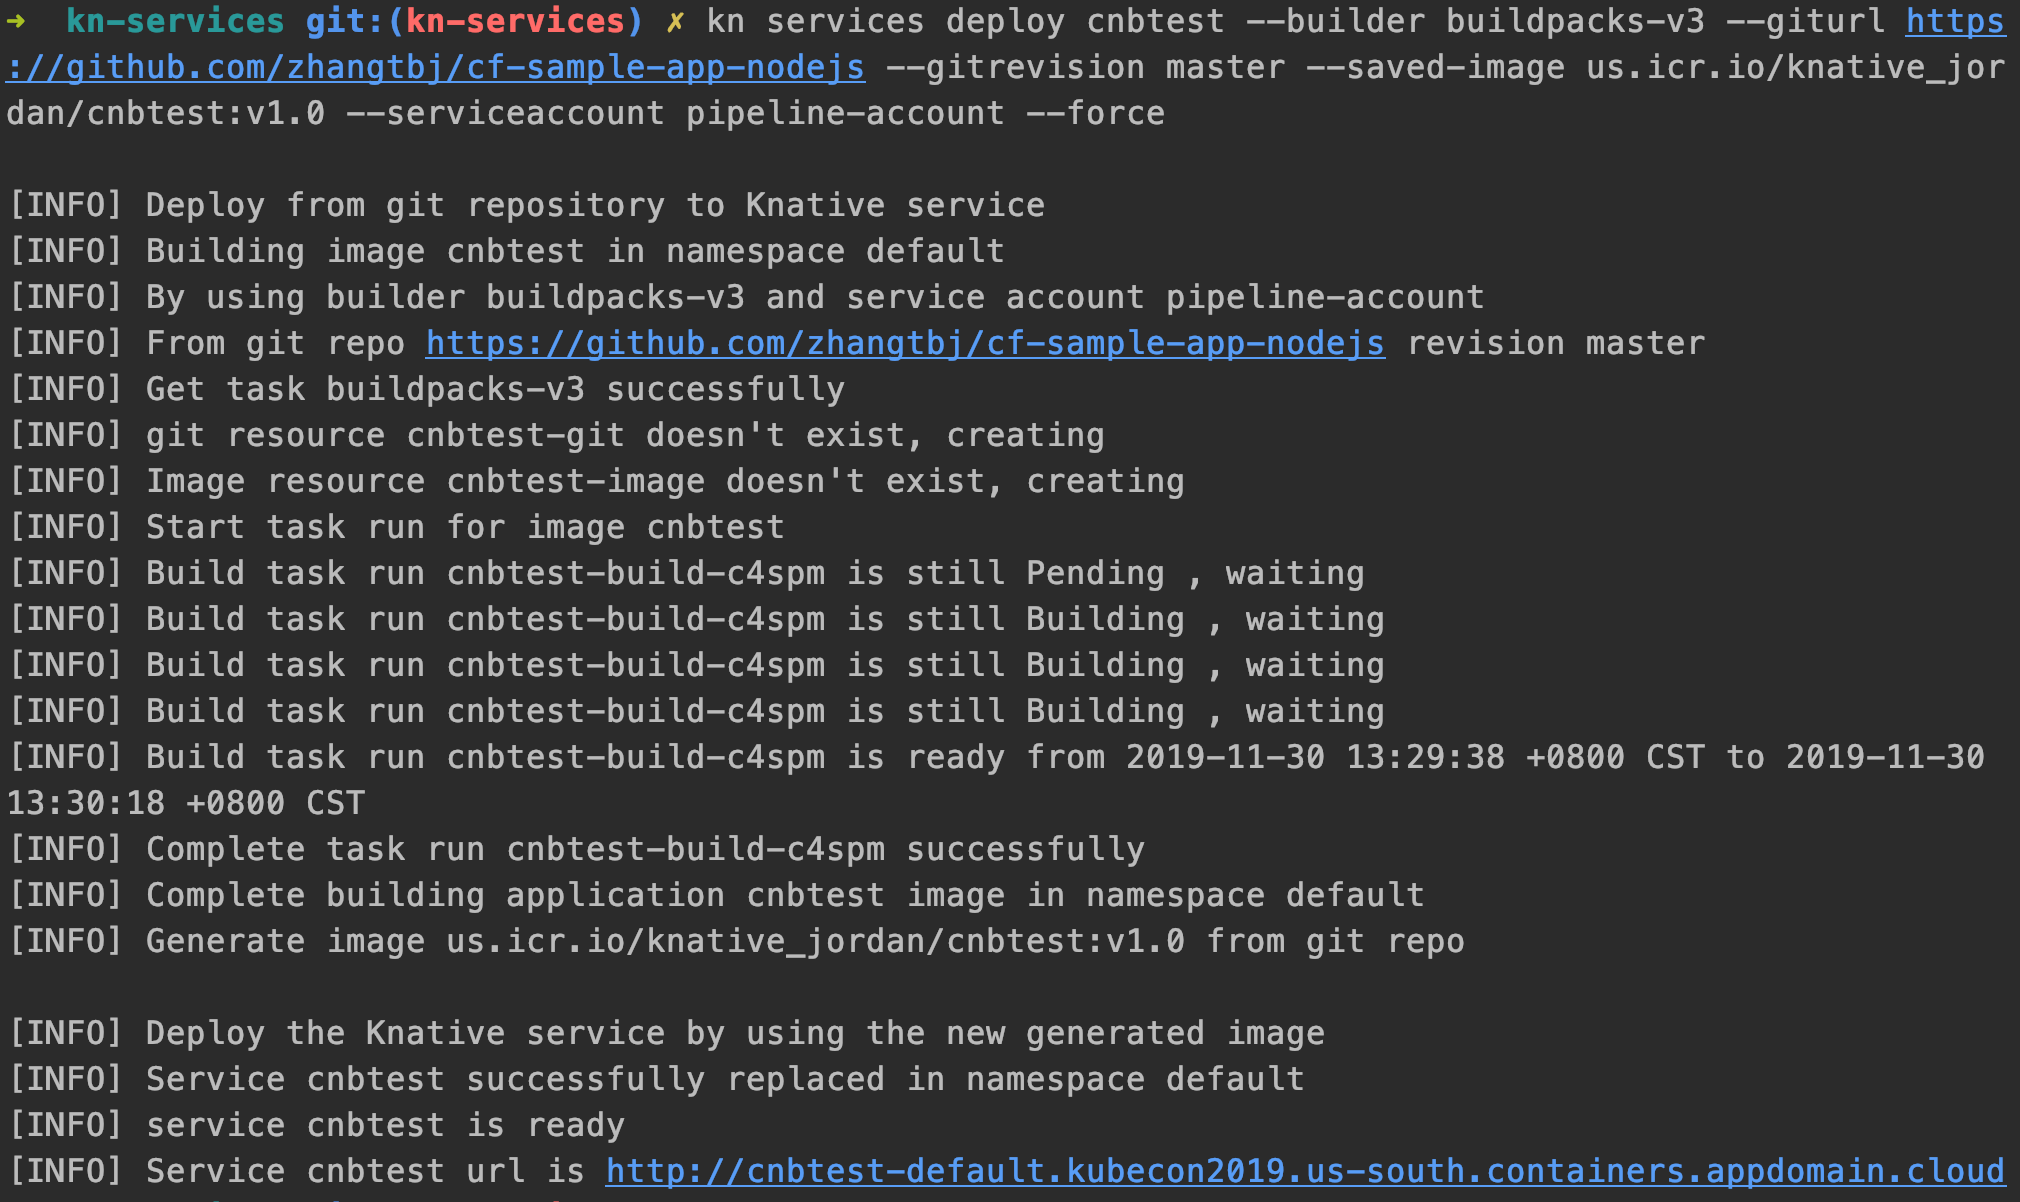 ➜  kn-services git:(kn-services) ✗ kn services deploy cnbtest --builder buildpacks-v3 --giturl https
://github.com/zhangtbj/cf-sample-app-nodejs --gitrevision master --saved-image us.icr.io/knative_jor
dan/cnbtest:v1.0 --serviceaccount pipeline-account --force
[INFO] Deploy from git repository to Knative service
[INFO] Building image cnbtest in namespace default
[INFO] By using builder buildpacks-v3 and service account pipeline-account
[INFO] From git repo https://github.com/zhangtbj/cf-sample-app-nodejs revision master
[INFO] Get task buildpacks-v3 successfully
[INFO] git resource cnbtest-git doesn't exist, creating
[INFO] Image resource cnbtest-image doesn't exist, creating
[INFO] Start task run for image cnbtest
[INFO] Build task run cnbtest-build-c4spm is still Pending , waiting
[INFO] Build task run cnbtest-build-c4spm is still Building , waiting
[INFO] Build task run cnbtest-build-c4spm is still Building , waiting
[INFO] Build task run cnbtest-build-c4spm is still Building , waiting
[INFO] Build task run cnbtest-build-c4spm is ready from 2019-11-30 13:29:38 +0800 CST to 2019-11-30
13:30:18 +0800 CST
[INFO] Complete task run cnbtest-build-c4spm successfully
[INFO] Complete building application cnbtest image in namespace default
[INFO] Generate image us.icr.io/knative_jordan/cnbtest:v1.0 from git repo
[INFO] Deploy the Knative service by using the new generated image
[INFO] Service cnbtest successfully replaced in namespace default
[INFO] service cnbtest is ready
[INFO] Service cnbtest url is http://cnbtest-default.kubecon2019.us-south.containers.appdomain.cloud